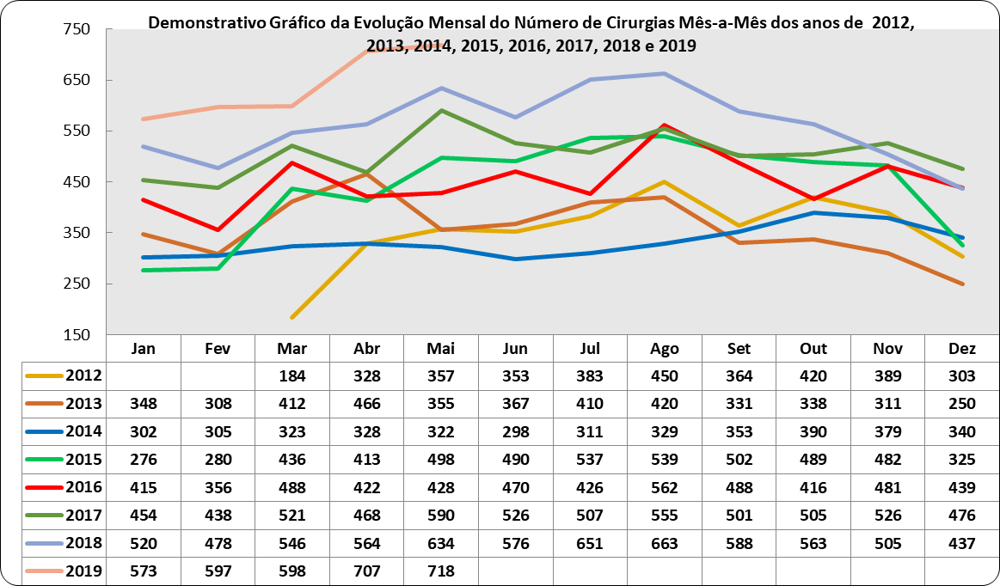 Demonstrativo Gráfico da Evolução Mensal do Número de Cirurgias Mês-a-Mês dos anos de 2012,
2013, 2014, 2015, 2016, 2017, 2018 e 2019
750
650
550
450
350
250
150
Jan Fev Mar Abr Mai Jun Jul Ago Set Out Nov Dez
2012 184 328 357 353 383 450 364 420 389 303
2013 348 308 412 466 355 367 410 420 331 338 311 250
2014 302 305 323 328 322 298 311 329 353 390 379 340
2015 276 280 436 413 498 490 537 539 502 489 482 325
2016 415 356 488 422 428 470 426 562 488 416 481 439
2017 454 438 521 468 590 526 507 555 501 505 526 476
2018 520 478 546 564 634 576 651 663 588 563 505 437
2019 573 597 598 707 718